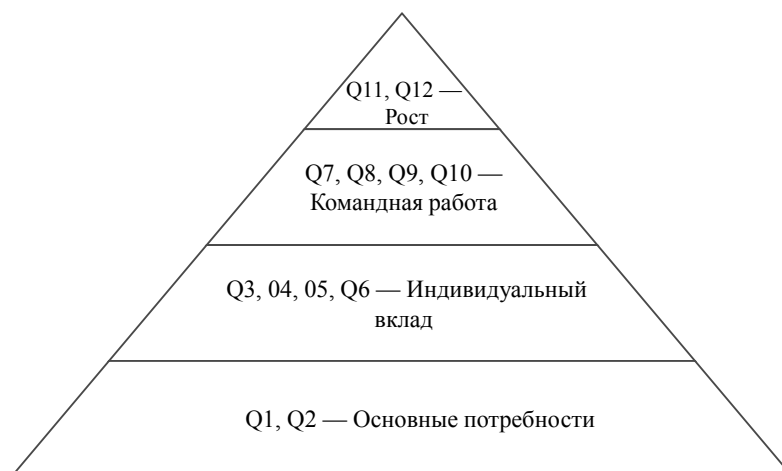 Q11, Q12 —
Рост
Q7, Q8, Q9, Q10 —
Командная работа
Q3, 04, 05, Q6 — Индивидуальный
вклад
Q1, Q2 — Основные потребности